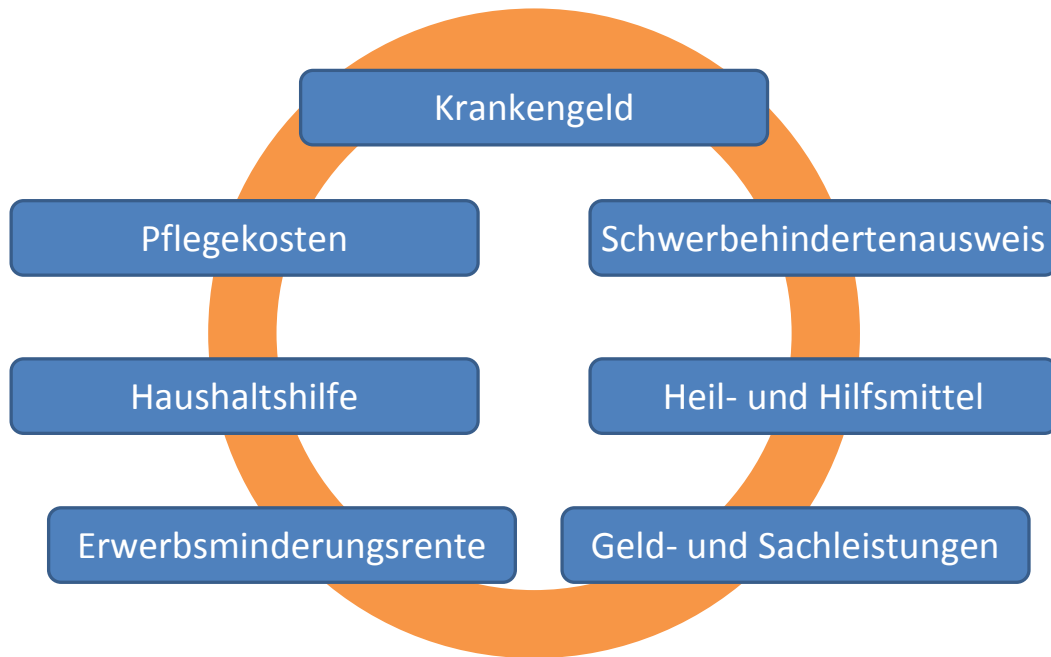 Krankengeld
Pflegekosten
Schwerbehindertenausweis
Haushaltshilfe
Heil- und Hilfsmittel
Erwerbsminderungsrente
Geld- und Sachleistungen